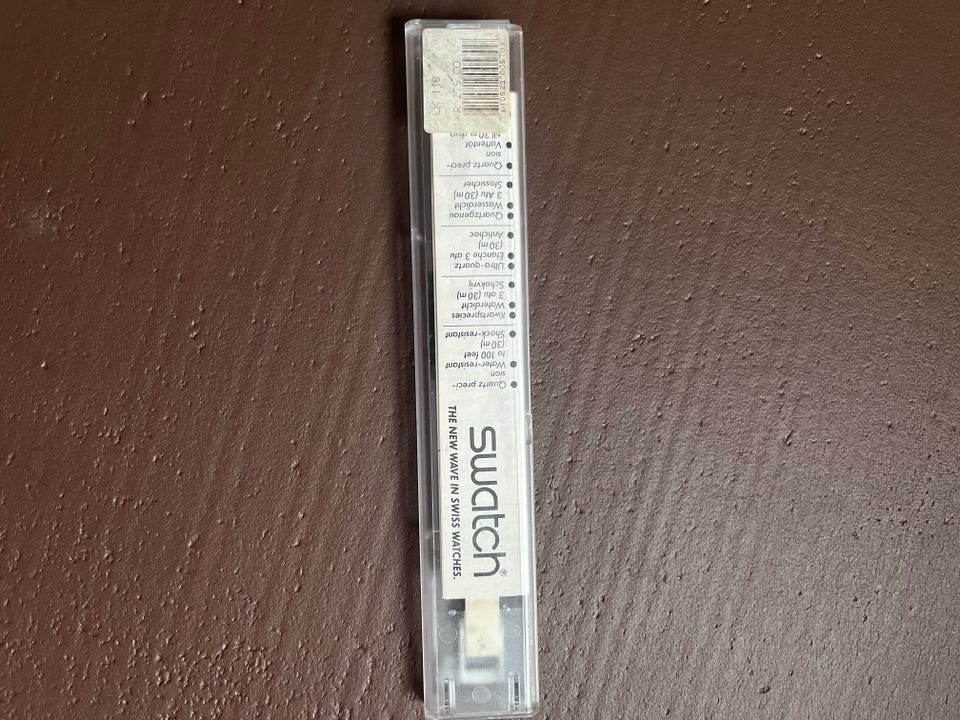 swatch®
THE NEW WAVE IN SWISS WATCHES.
• Quartz preci-
sion
• Water-resistant
to 100 feet
(30 m)
• Shock-resistant
• Kwartsprecies
• Waterdicht
3 atu (30 m)
• Schokvrij
• Ultra-quartz
• Etanche 3 atu
(30 m)
• Antichoc
• Quartzgenau
• Wasserdicht
3 Atu (30 m)
• Stossicher
• Quartz preci-
sion
• Vattentät
till 30 m djup
118